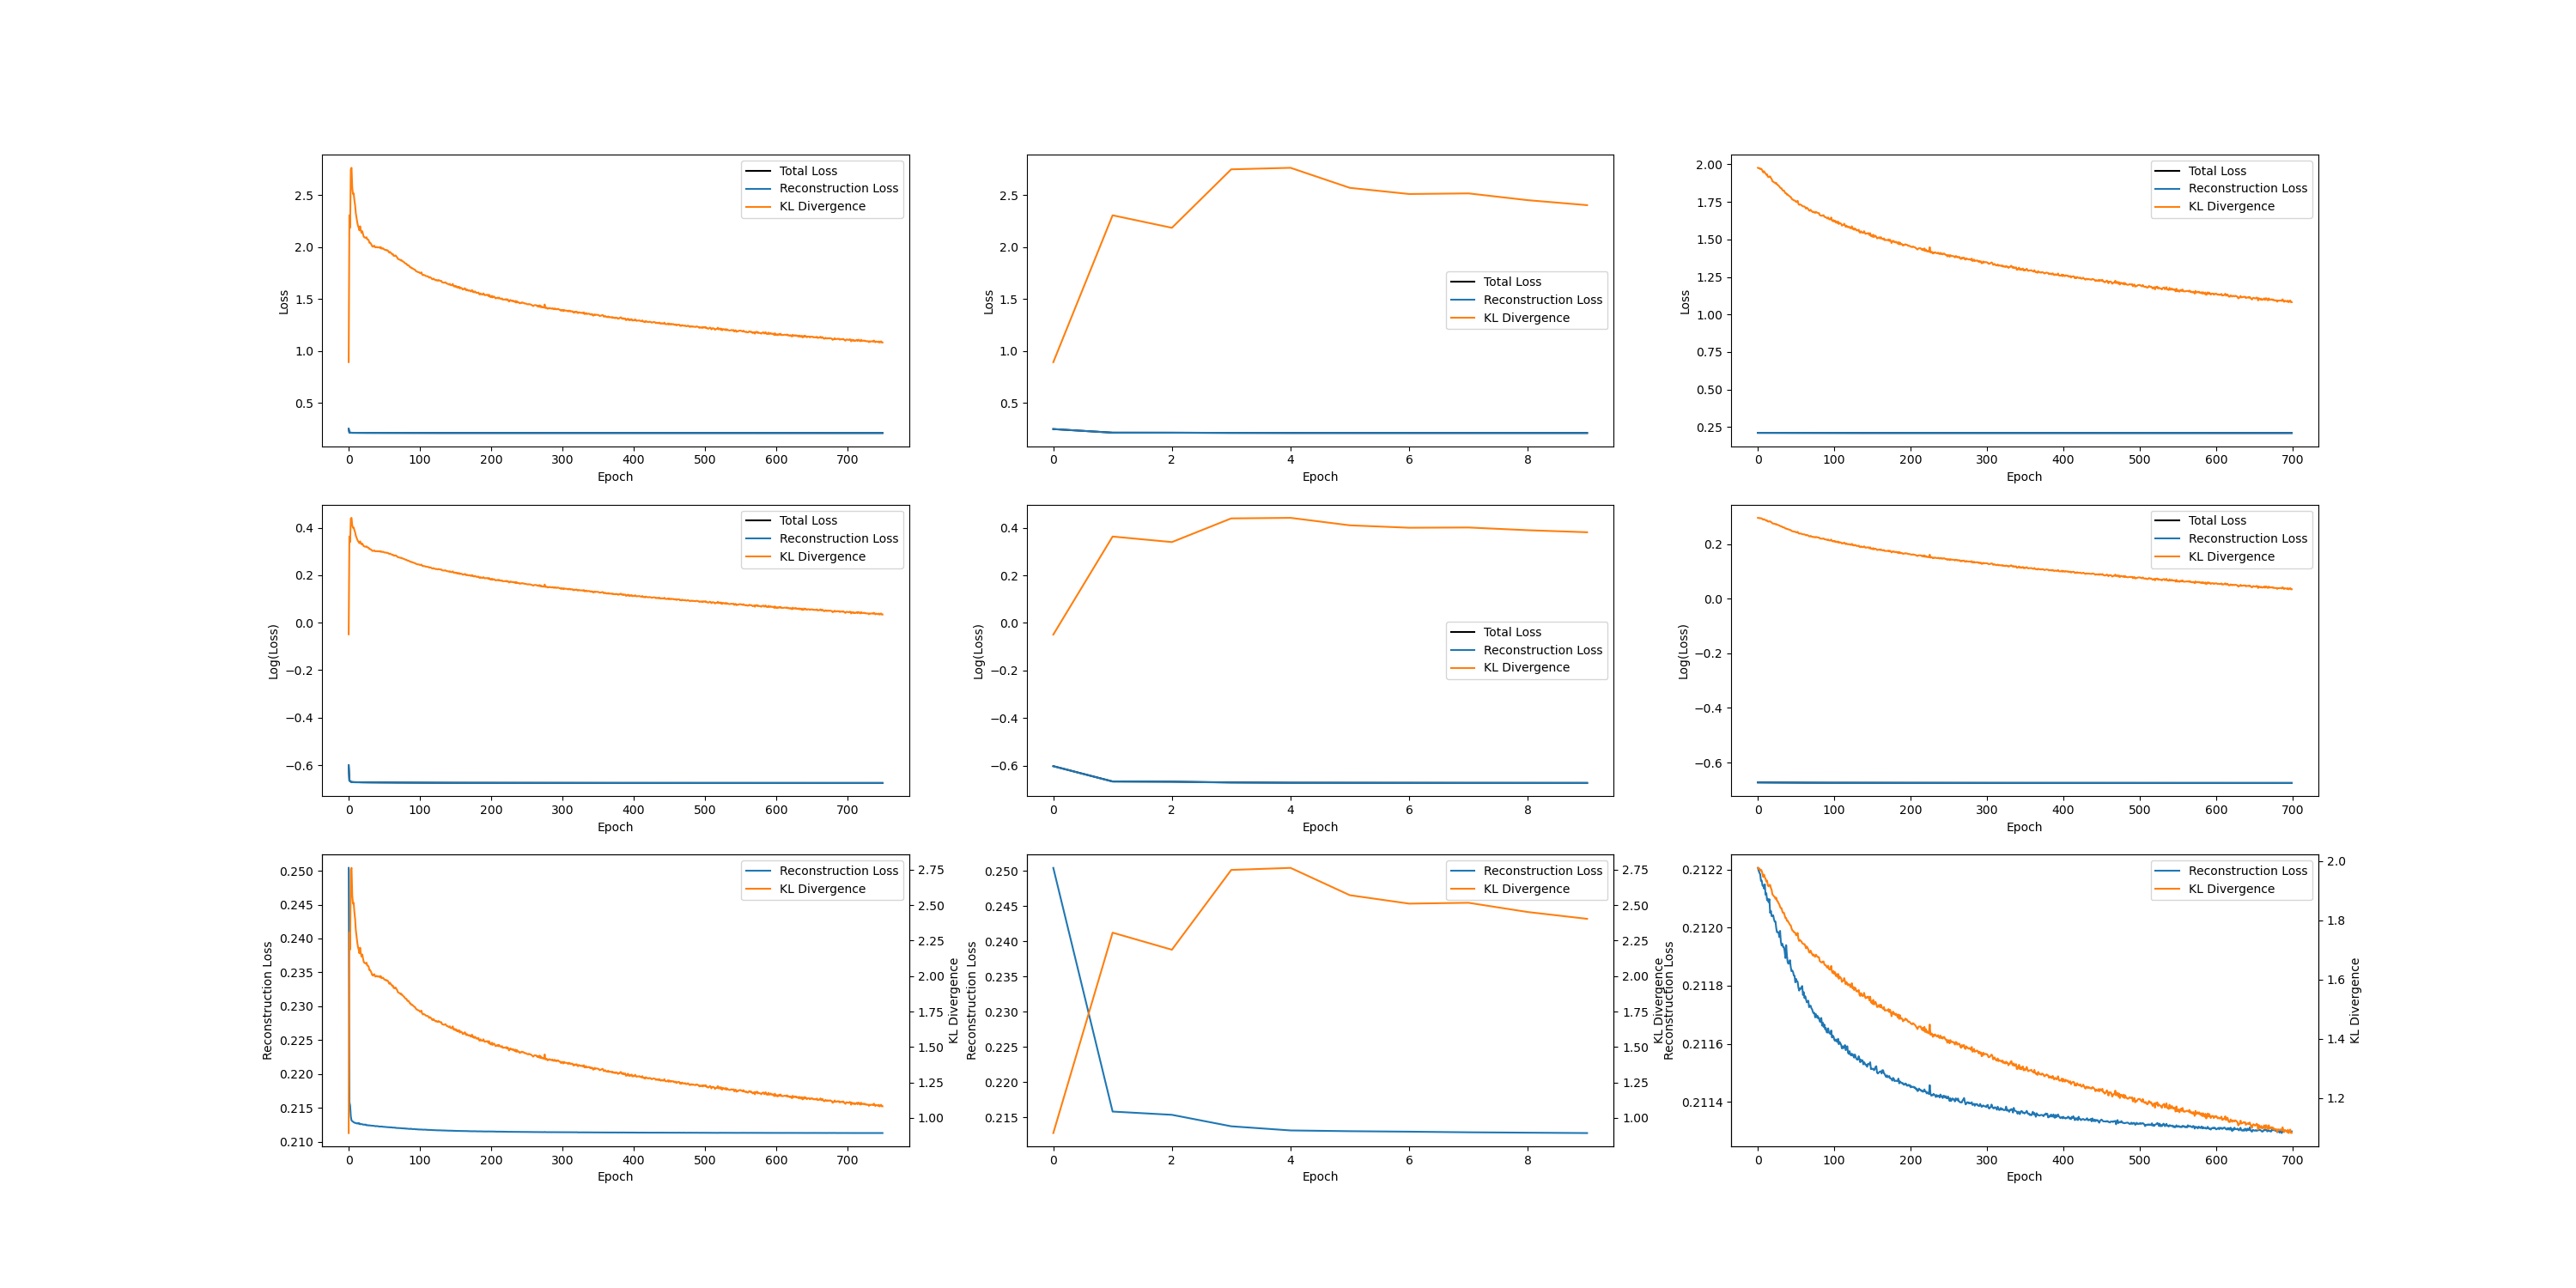 Loss
2.5
2.0
1.5
1.0
0.5
Total Loss
Reconstruction Loss
KL Divergence
0 100 200 300 400 500 600 700
Epoch
Loss
2.5
2.0
1.5
1.0
0.5
Total Loss
Reconstruction Loss
KL Divergence
0 2 4 6 8
Epoch
Loss
2.00
1.75
1.50
1.25
1.00
0.75
0.50
0.25
Total Loss
Reconstruction Loss
KL Divergence
0 100 200 300 400 500 600 700
Epoch
Log(Loss)
0.4
0.2
0.0
−0.2
−0.4
−0.6
Total Loss
Reconstruction Loss
KL Divergence
0 100 200 300 400 500 600 700
Epoch
Log(Loss)
0.4
0.2
0.0
−0.2
−0.4
−0.6
Total Loss
Reconstruction Loss
KL Divergence
0 2 4 6 8
Epoch
Log(Loss)
0.2
0.0
−0.2
−0.4
−0.6
Total Loss
Reconstruction Loss
KL Divergence
0 100 200 300 400 500 600 700
Epoch
Reconstruction Loss
0.250
0.245
0.240
0.235
0.230
0.225
0.220
0.215
0.210
Reconstruction Loss
KL Divergence
2.75
2.50
2.25
2.00
1.75
1.50
1.25
1.00
KL Divergence
0 100 200 300 400 500 600 700
Epoch
Reconstruction Loss
0.250
0.245
0.240
0.235
0.230
0.225
0.220
0.215
Reconstruction Loss
KL Divergence
2.75
2.50
2.25
2.00
1.75
1.50
1.25
1.00
KL Divergence
0 2 4 6 8
Epoch
Reconstruction Loss
0.2122
0.2120
0.2118
0.2116
0.2114
Reconstruction Loss
KL Divergence
2.0
1.8
1.6
1.4
1.2
KL Divergence
0 100 200 300 400 500 600 700
Epoch